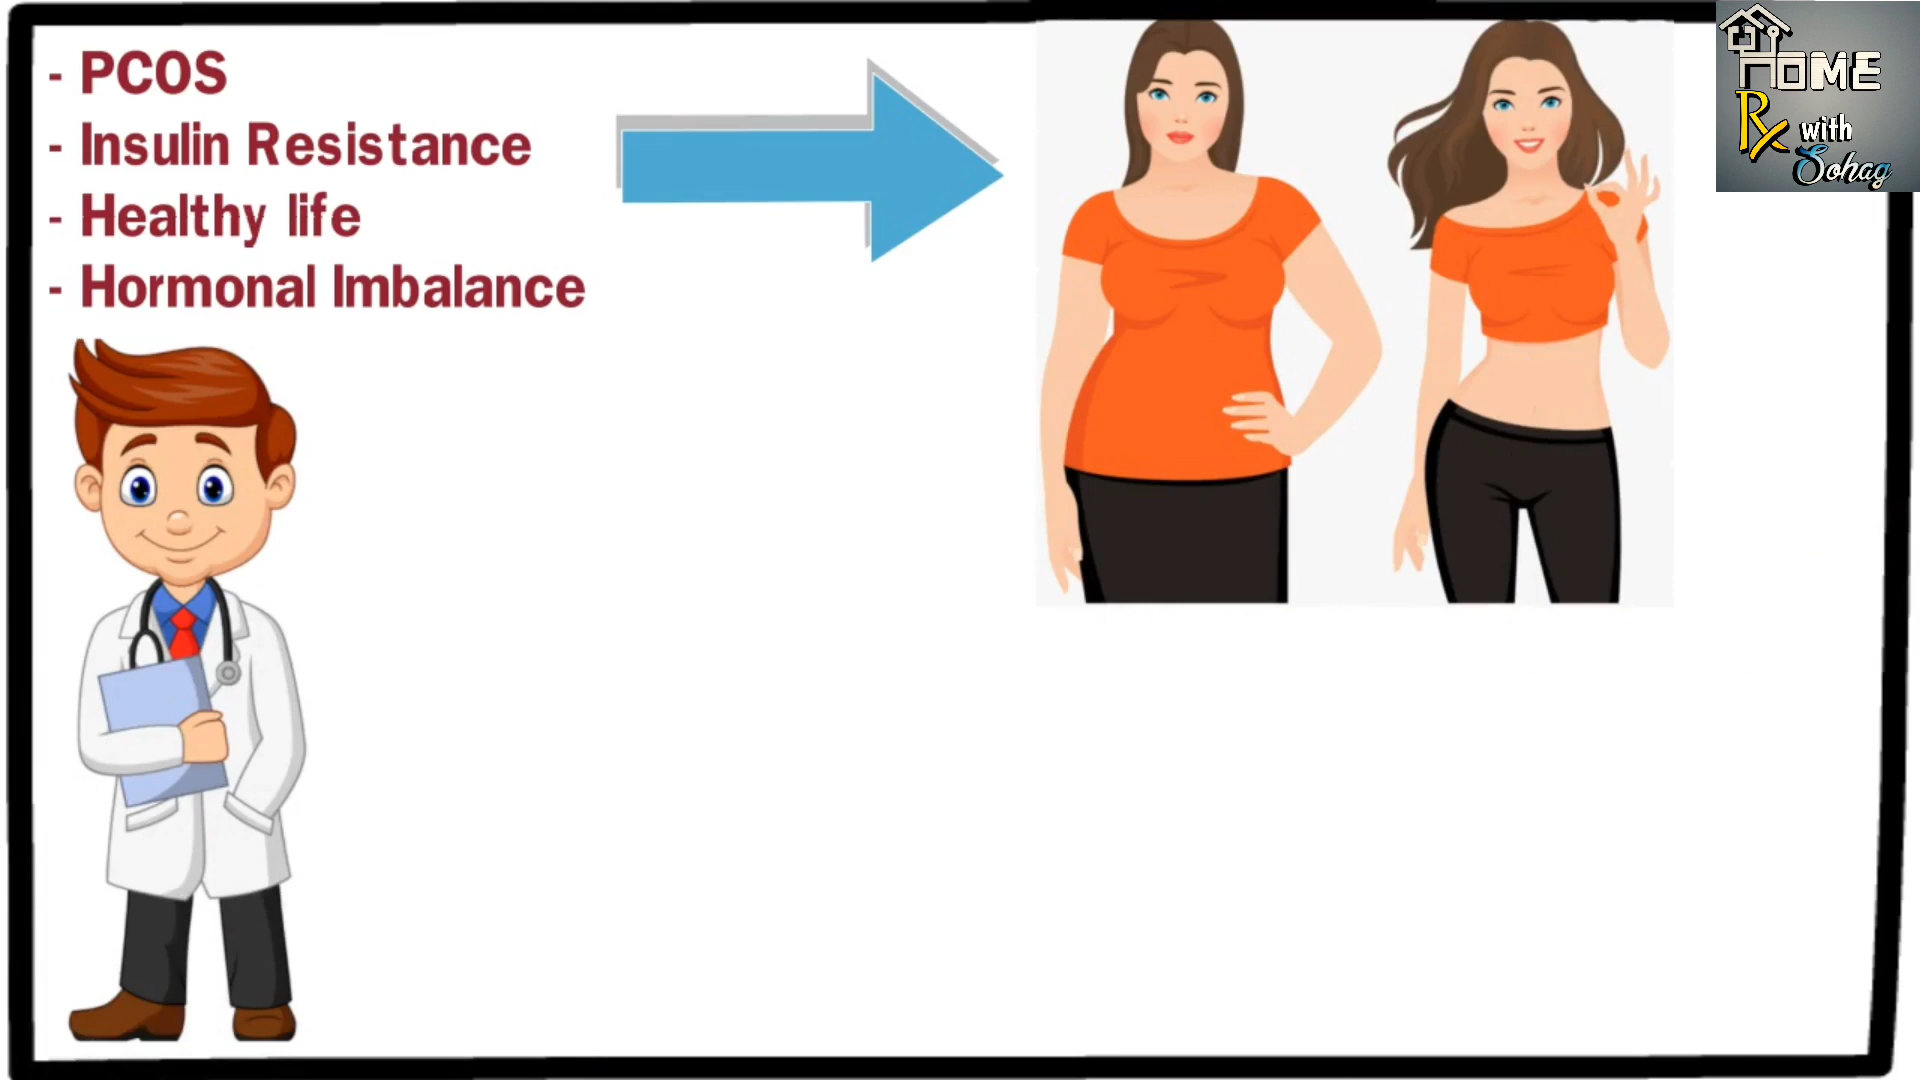 - PCOS
- Insulin Resistance
- Healthy life
- Hormonal Imbalance
HOME
Rx with
Sohag